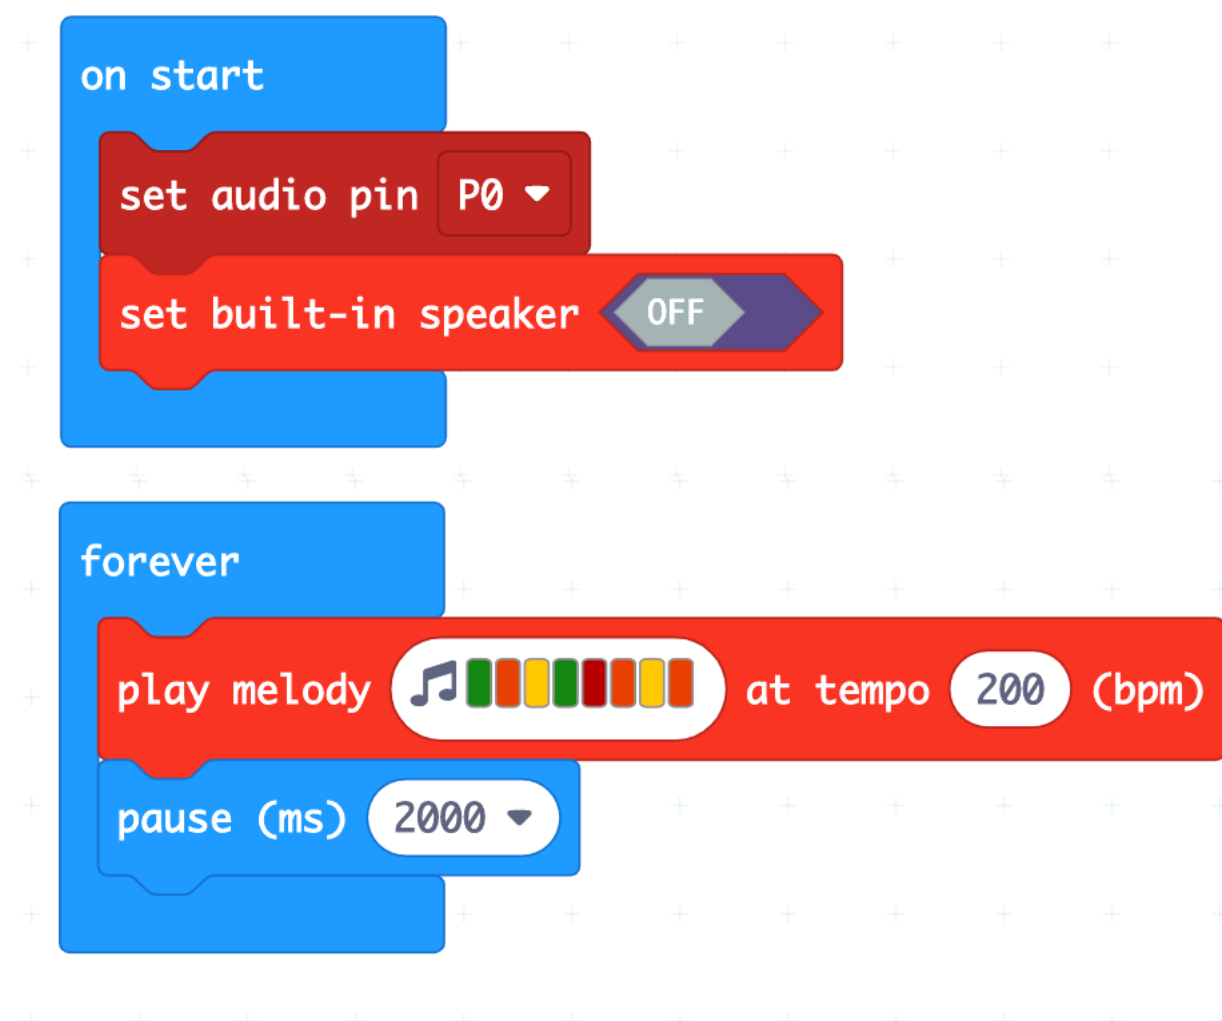 on start
set audio pin P0
set built-in speaker OFF
forever
play melody at tempo 200 (bpm)
pause (ms) 2000